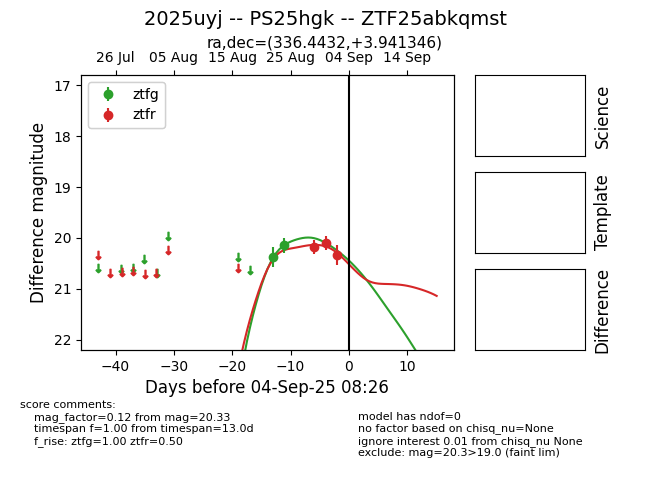 2025uyj -- PS25hgk -- ZTF25abkqmst
ra,dec=(336.4432,+3.941346)
26 Jul 05 Aug 15 Aug 25 Aug 04 Sep 14 Sep
ztfg
ztfr
17
18
19
20
21
22
Difference magnitude
−40 −30 −20 −10 0 10
Days before 04-Sep-25 08:26
Science
Template
Difference
score comments:
mag_factor=0.12 from mag=20.33
timespan f=1.00 from timespan=13.0d
f_rise: ztfg=1.00 ztfr=0.50
model has ndof=0
no factor based on chisq_nu=None
ignore interest 0.01 from chisq_nu None
exclude: mag=20.3>19.0 (faint lim)